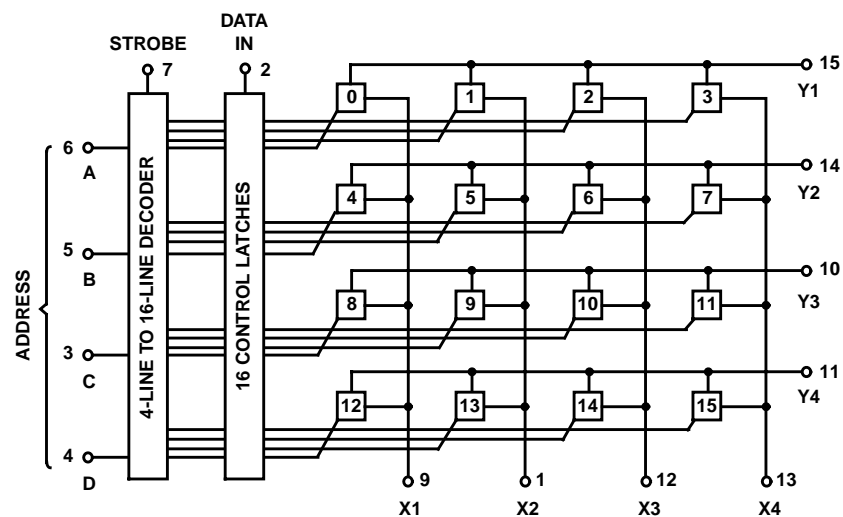 DATA
IN
STROBE
7
2
15
Y1
0
1
2
3
6
A
14
Y2
4
5
6
7
5
B
ADDRESS
4-LINE TO 16-LINE DECODER
16 CONTROL LATCHES
10
Y3
8
9
10
11
3
C
11
Y4
12
13
14
15
4
D
9
1
12
13
X1
X2
X3
X4